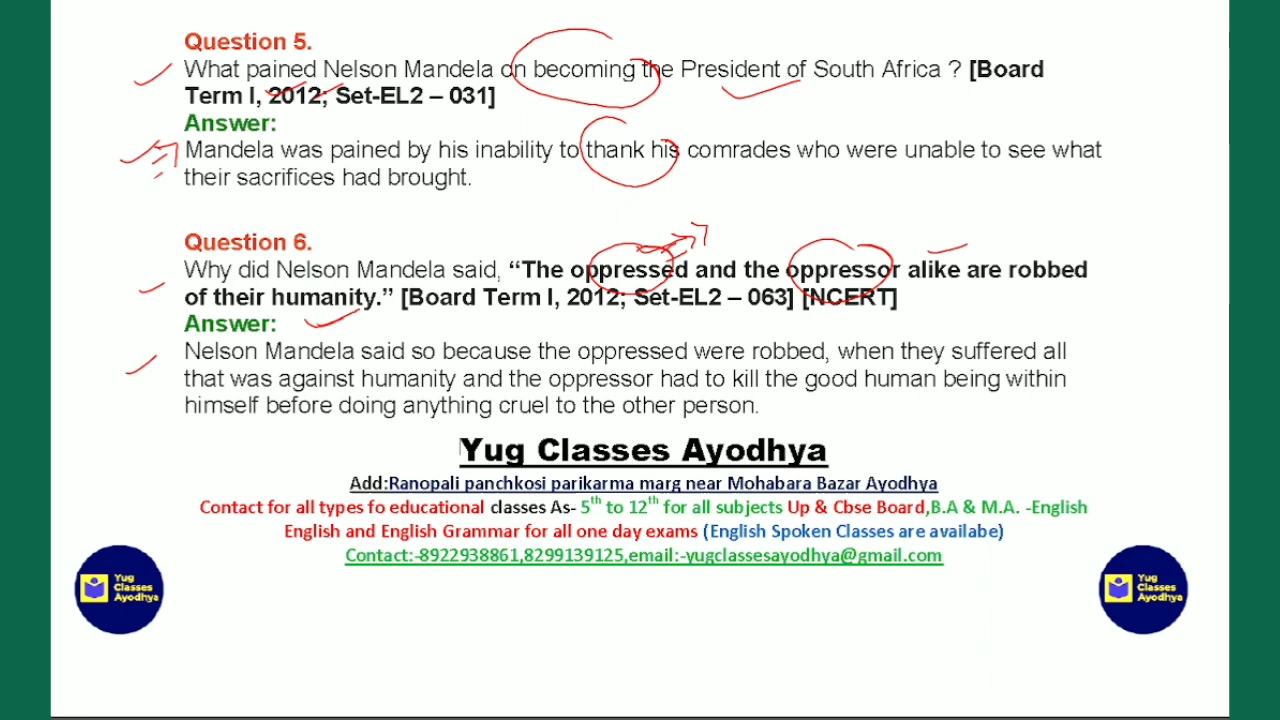 Question 5.
What pained Nelson Mandela on becoming the President of South Africa ? [Board
Term I, 2012; Set-EL2 – 031]
Answer:
Mandela was pained by his inability to thank his comrades who were unable to see what
their sacrifices had brought.
Question 6.
Why did Nelson Mandela said, “The oppressed and the oppressor alike are robbed
of their humanity.” [Board Term I, 2012; Set-EL2 – 063] [NCERT]
Answer:
Nelson Mandela said so because the oppressed were robbed, when they suffered all
that was against humanity and the oppressor had to kill the good human being within
himself before doing anything cruel to the other person.
Yug Classes Ayodhya
Add:Ranopali panchkosi parikarma marg near Mohabara Bazar Ayodhya
Contact for all types fo educational classes As- 5th to 12th for all subjects Up & Cbse Board,B.A & M.A. -English
English and English Grammar for all one day exams (English Spoken Classes are availabe)
Contact:-8922938861,8299139125,email:-yugclassesayodhya@gmail.com
Yug
Classes
Ayodhya
Yug
Classes
Ayodhya